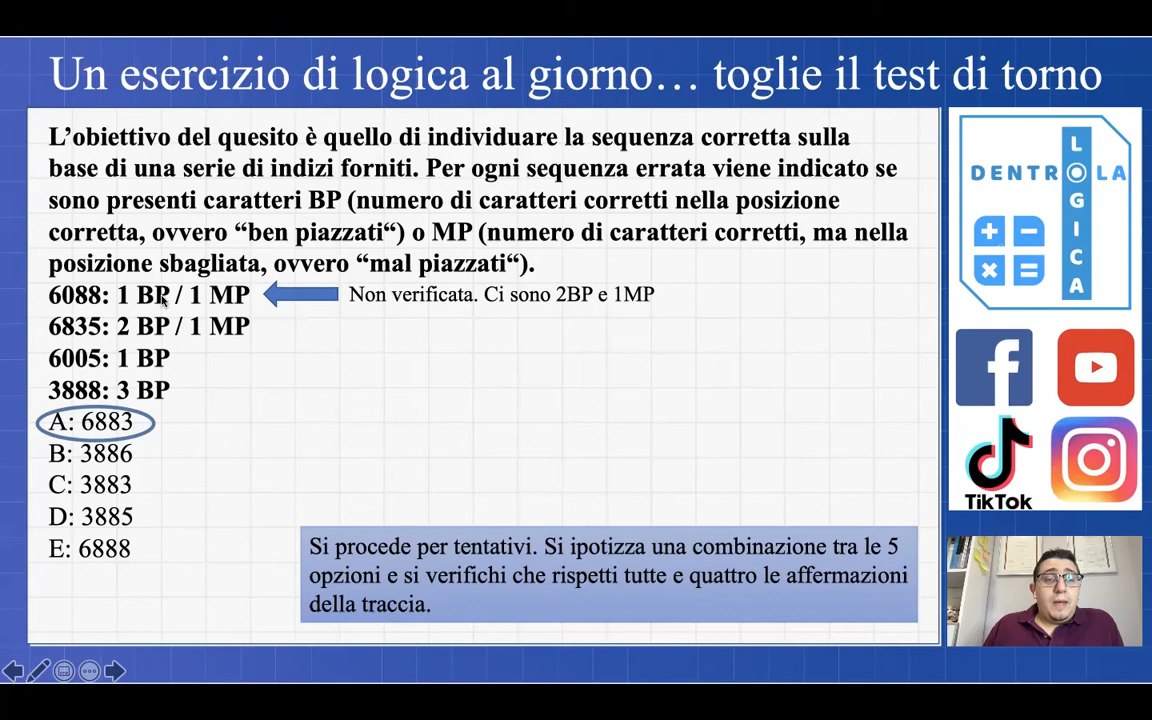 Un esercizio di logica al giorno… toglie il test di torno
L’obiettivo del quesito è quello di individuare la sequenza corretta sulla
base di una serie di indizi forniti. Per ogni sequenza errata viene indicato se
sono presenti caratteri BP (numero di caratteri corretti nella posizione
corretta, ovvero “ben piazzati“) o MP (numero di caratteri corretti, ma nella
posizione sbagliata, ovvero “mal piazzati“).
6088: 1 BP / 1 MP
Non verificata. Ci sono 2BP e 1MP
6835: 2 BP / 1 MP
6005: 1 BP
3888: 3 BP
A: 6883
B: 3886
C: 3883
D: 3885
E: 6888
Si procede per tentativi. Si ipotizza una combinazione tra le 5
opzioni e si verifichi che rispetti tutte e quattro le affermazioni
della traccia.
DENTRO LA
LOGICA
TikTok